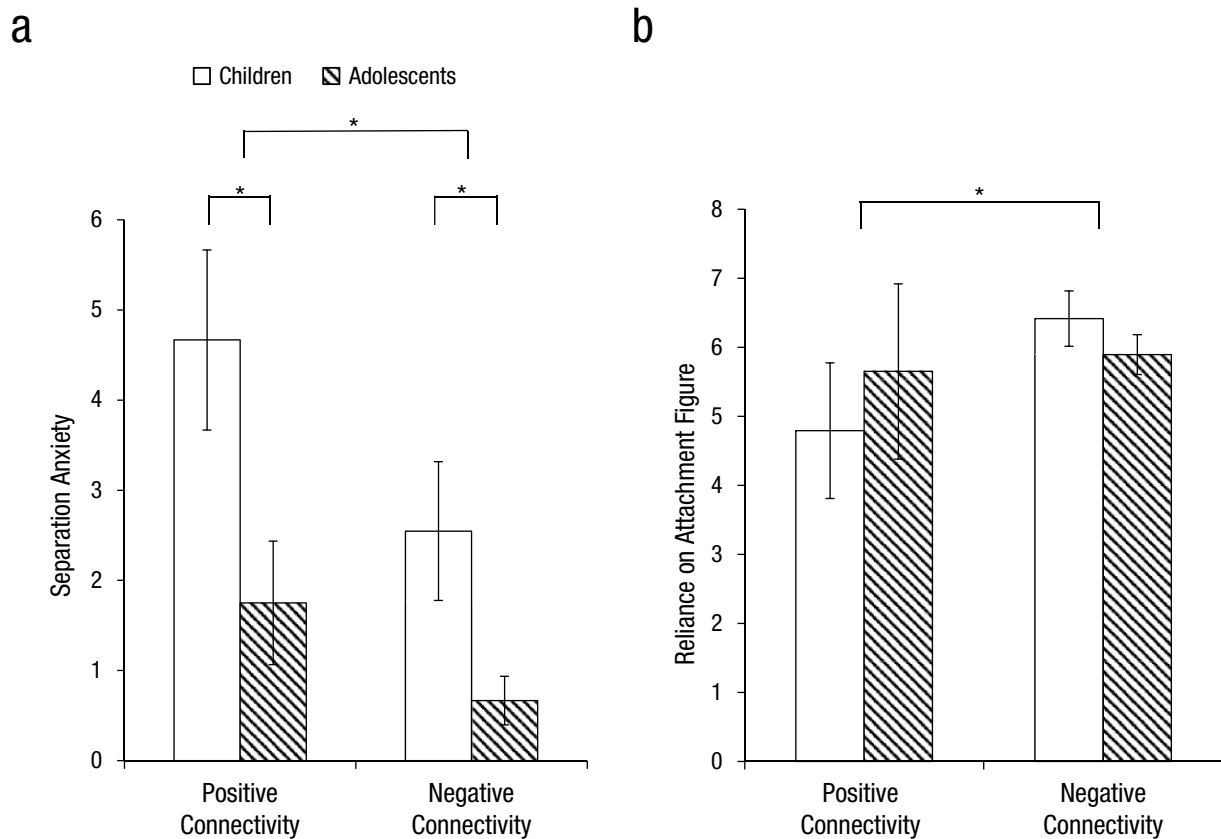 a
Children Adolescents
*
*
*
Separation Anxiety
6
5
4
3
2
1
0
Positive
Connectivity
Negative
Connectivity
b
*
Reliance on Attachment Figure
8
7
6
5
4
3
2
1
0
Positive
Connectivity
Negative
Connectivity